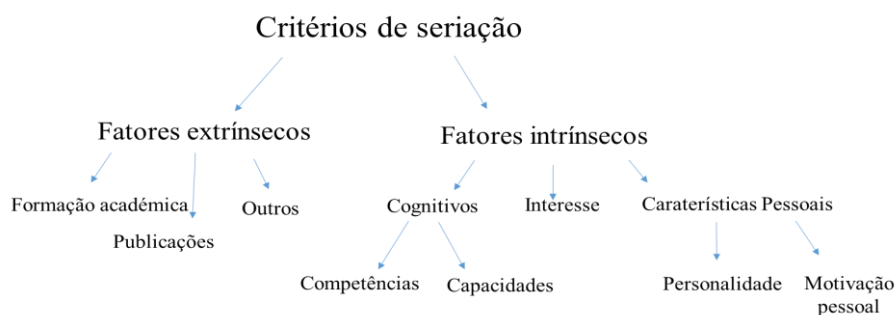 Critérios de seriação
Fatores extrínsecos
Fatores intrínsecos
Formação académica
Publicações
Outros
Cognitivos
Interesse
Caraterísticas Pessoais
Competências
Capacidades
Personalidade
Motivação
pessoal